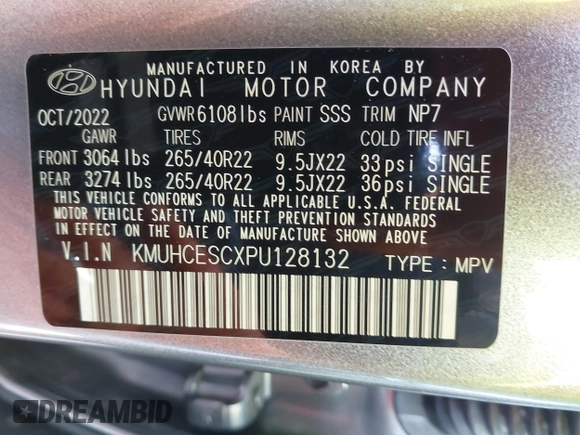 MANUFACTURED IN KOREA BY
HYUNDAI MOTOR COMPANY
OCT/2022 GVWR 6108lbs PAINT SSS TRIM NP7
GAWR TIRES RIMS COLD TIRE INFL
FRONT 3064lbs 265/40R22 9.5JX22 33psi SINGLE
REAR 3274lbs 265/40R22 9.5JX22 36psi SINGLE
THIS VEHICLE CONFORMS TO ALL APPLICABLE U.S.A. FEDERAL
MOTOR VEHICLE SAFETY AND THEFT PREVENTION STANDARDS
IN EFFECT ON THE DATE OF MANUFACTURE SHOWN ABOVE.
V.I.N KMUHCESCXPU128132 TYPE: MPV
DREAMBID